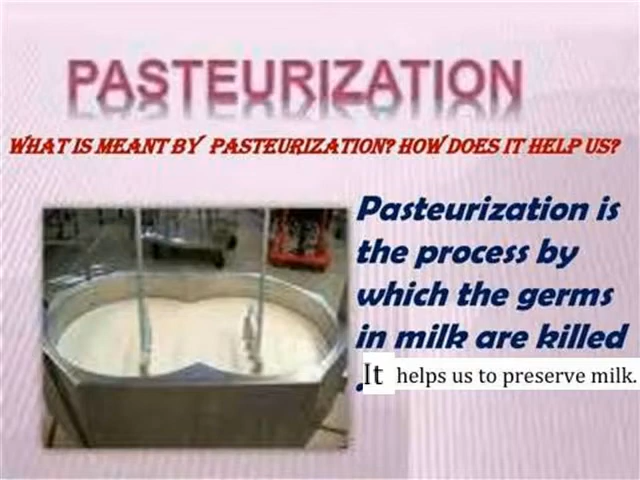 PASTEURIZATION
WHAT IS MEANT BY PASTEURIZATION? HOW DOES IT HELP US?
Pasteurization is
the process by
which the germs
in milk are killed
.
It helps us to preserve milk.